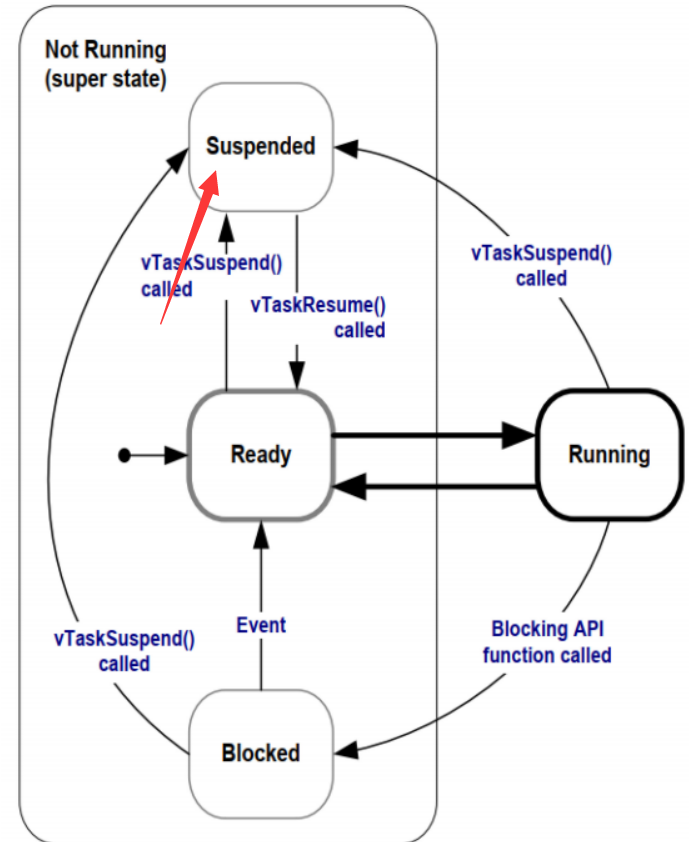 Not Running
(super state)
Suspended
vTaskSuspend()
called
vTaskSuspend()
called
vTaskResume()
called
Ready
Running
Event
vTaskSuspend()
called
Blocking API
function called
Blocked